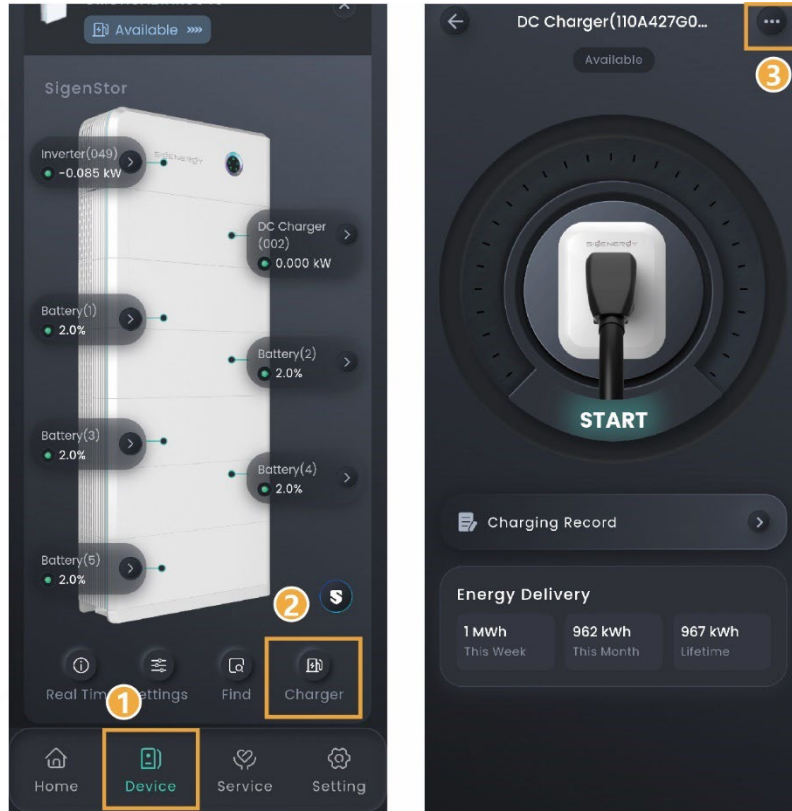 Available »»
SigenStor
Inverter(049)
-0.085 kW
SIGENERGY
DC Charger
(002)
0.000 kW
Battery(1)
2.0%
Battery(2)
2.0%
Battery(3)
2.0%
Battery(4)
2.0%
Battery(5)
2.0%
2
S
Real Tim
Settings
Find
Charger
1
Home
Device
Service
Setting
DC Charger(110A427G0...
3
Available
SIGENERGY
START
Charging Record
Energy Delivery
1 MWh
This Week
962 kWh
This Month
967 kWh
Lifetime